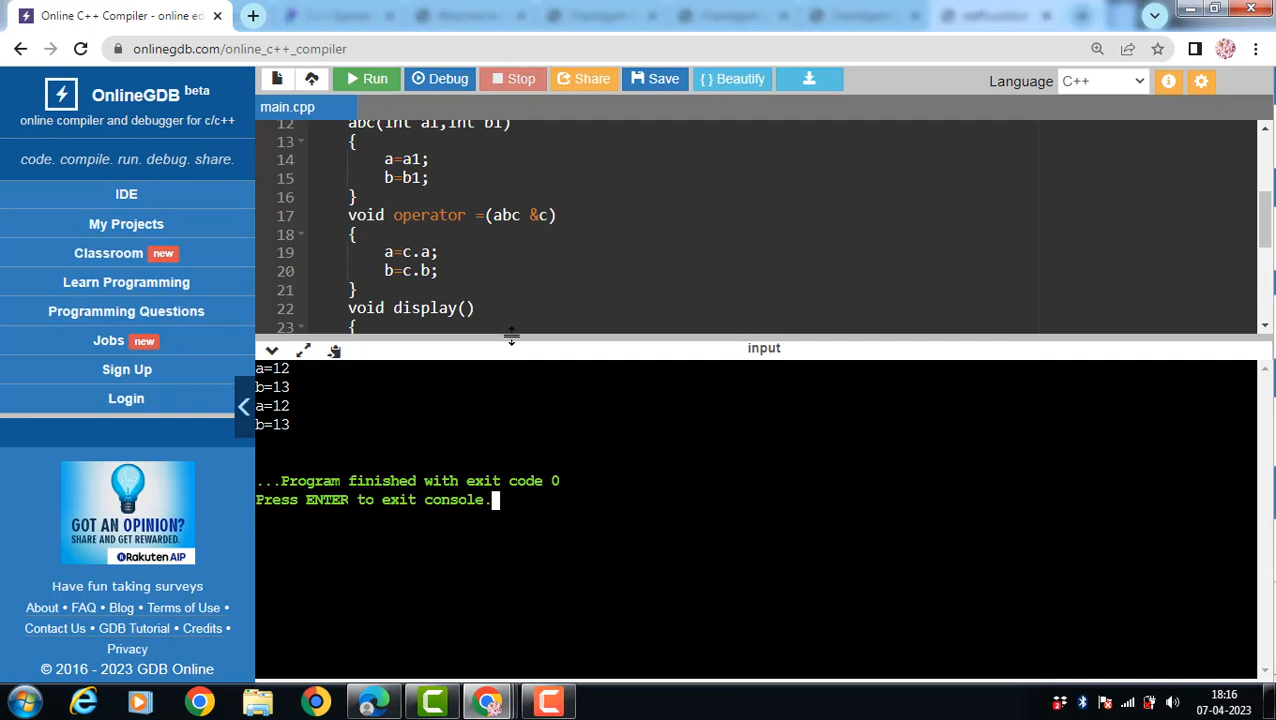 Online C++ Compiler - online ed
onlinegdb.com/online_c++_compiler
OnlineGDB beta
online compiler and debugger for c/c++
code. compile. run. debug. share.
IDE
My Projects
Classroom new
Learn Programming
Programming Questions
Jobs new
Sign Up
Login
GOT AN OPINION?
SHARE AND GET REWARDED.
Rakuten AIP
Have fun taking surveys
About • FAQ • Blog • Terms of Use •
Contact Us • GDB Tutorial • Credits •
Privacy
© 2016 - 2023 GDB Online
Run Debug Stop Share Save { } Beautify
Language C++
main.cpp
12 abc(int a1,int b1)
13 {
14 a=a1;
15 b=b1;
16 }
17 void operator =(abc &c)
18 {
19 a=c.a;
20 b=c.b;
21 }
22 void display()
23 {
input
a=12
b=13
a=12
b=13
...Program finished with exit code 0
Press ENTER to exit console.
18:16
07-04-2023